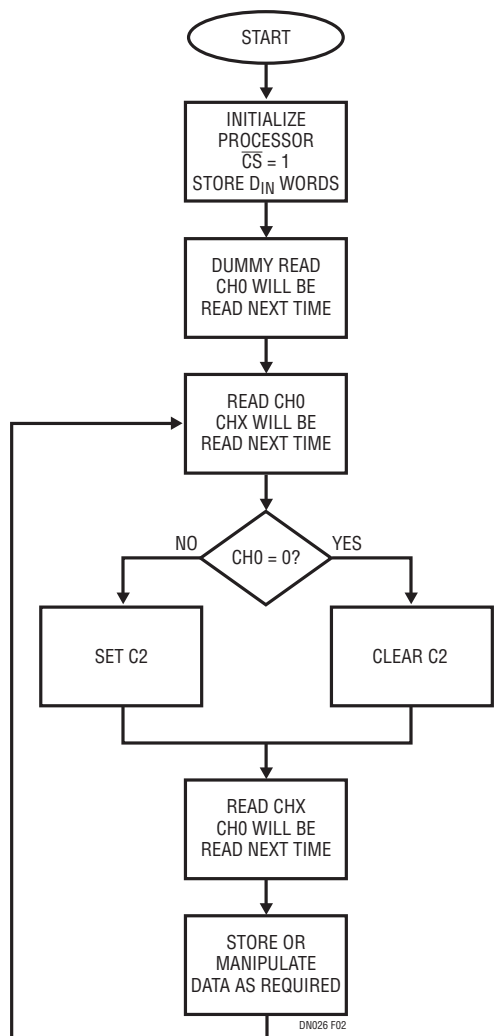 START
INITIALIZE
PROCESSOR
C̅S̅ = 1
STORE DIN WORDS
DUMMY READ
CH0 WILL BE
READ NEXT TIME
READ CH0
CHX WILL BE
READ NEXT TIME
CH0 = 0?
NO
YES
SET C2
CLEAR C2
READ CHX
CH0 WILL BE
READ NEXT TIME
STORE OR
MANIPULATE
DATA AS REQUIRED
DN026 F02